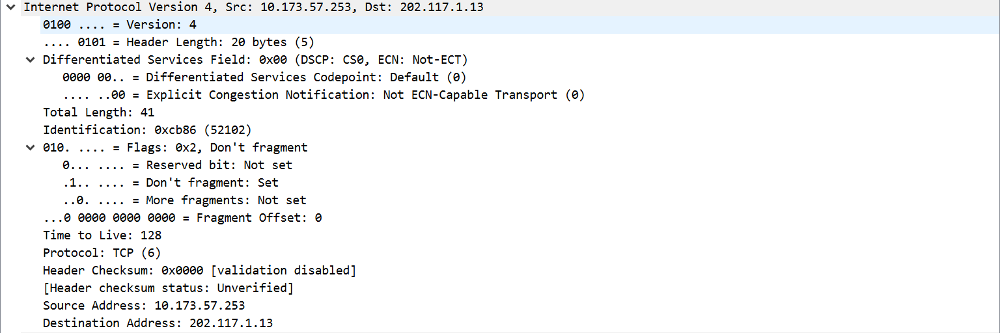 Internet Protocol Version 4, Src: 10.173.57.253, Dst: 202.117.1.13
0100 .... = Version: 4
.... 0101 = Header Length: 20 bytes (5)
Differentiated Services Field: 0x00 (DSCP: CS0, ECN: Not-ECT)
0000 00.. = Differentiated Services Codepoint: Default (0)
.... ..00 = Explicit Congestion Notification: Not ECN-Capable Transport (0)
Total Length: 41
Identification: 0xcb86 (52102)
010. .... = Flags: 0x2, Don't fragment
0... .... = Reserved bit: Not set
.1.. .... = Don't fragment: Set
..0. .... = More fragments: Not set
...0 0000 0000 0000 = Fragment Offset: 0
Time to Live: 128
Protocol: TCP (6)
Header Checksum: 0x0000 [validation disabled]
[Header checksum status: Unverified]
Source Address: 10.173.57.253
Destination Address: 202.117.1.13